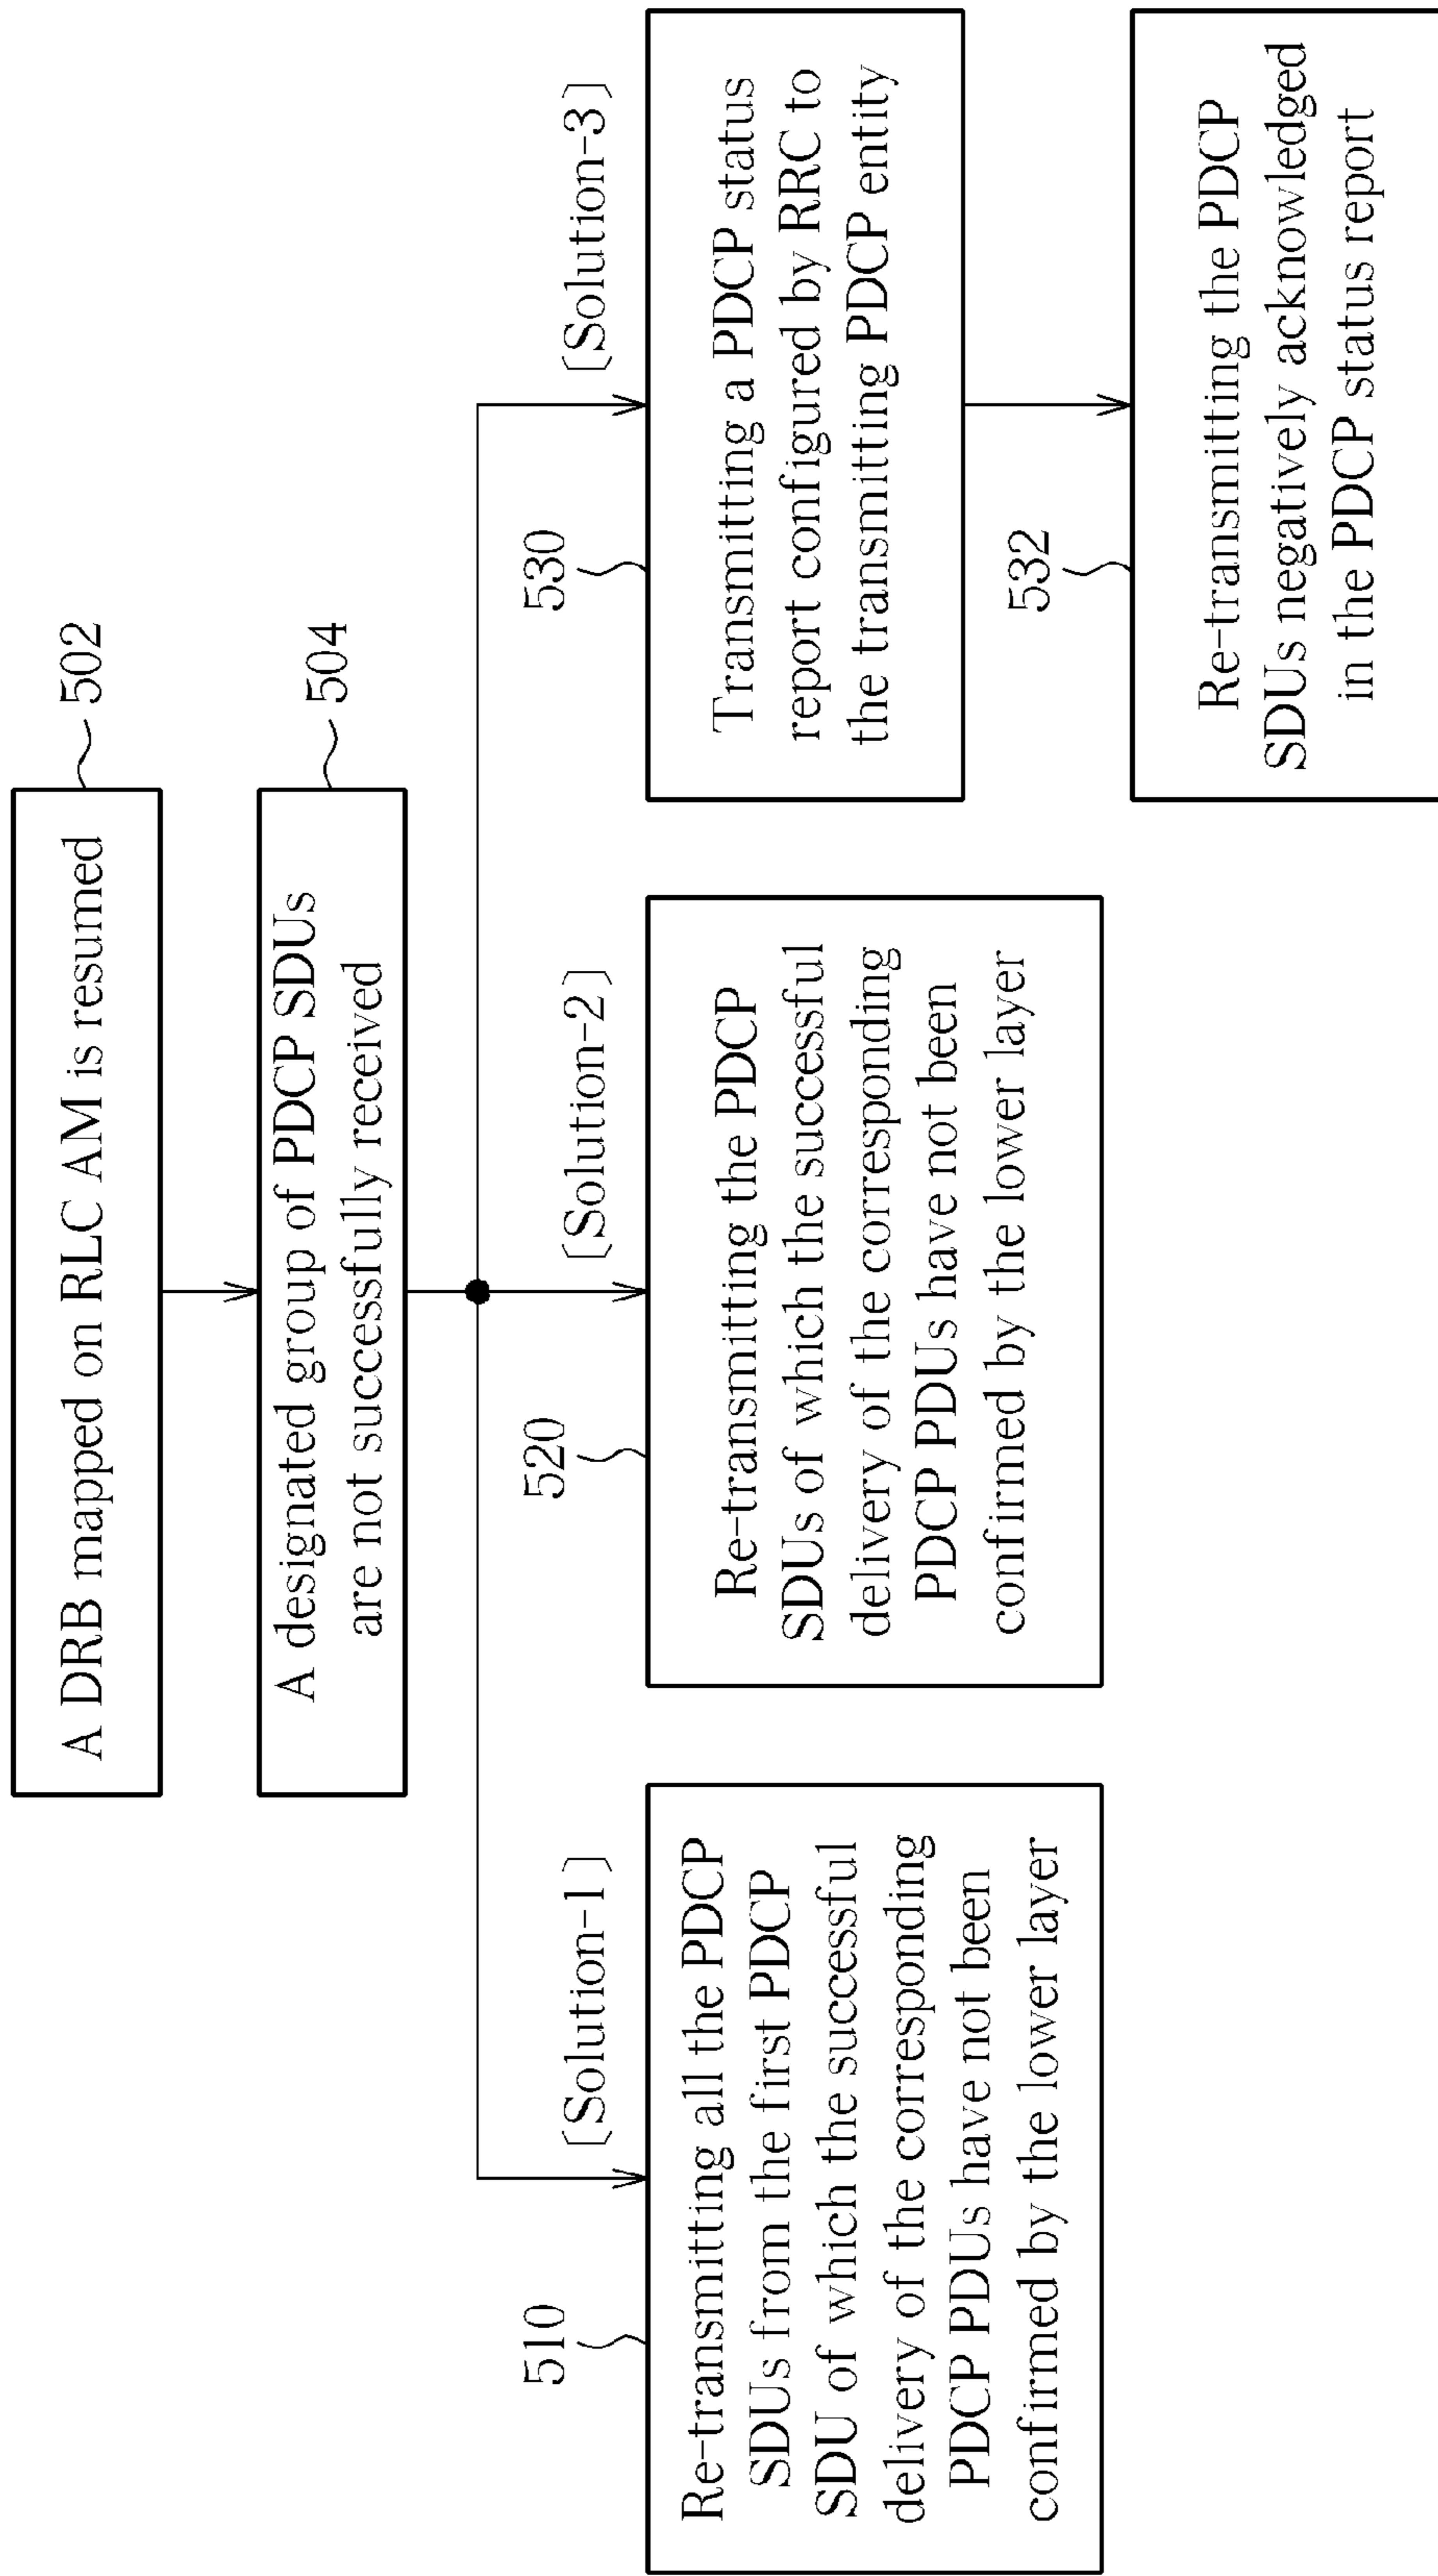 A DRB mapped on RLC AM is resumed
502
A designated group of PDCP SDUs
are not successfully received
504
[Solution-1]
510
Re-transmitting all the PDCP
SDUs from the first PDCP
SDU of which the successful
delivery of the corresponding
PDCP PDUs have not been
confirmed by the lower layer
[Solution-2]
520
Re-transmitting the PDCP
SDUs of which the successful
delivery of the corresponding
PDCP PDUs have not been
confirmed by the lower layer
[Solution-3]
530
Transmitting a PDCP status
report configured by RRC to
the transmitting PDCP entity
532
Re-transmitting the PDCP
SDUs negatively acknowledged
in the PDCP status report